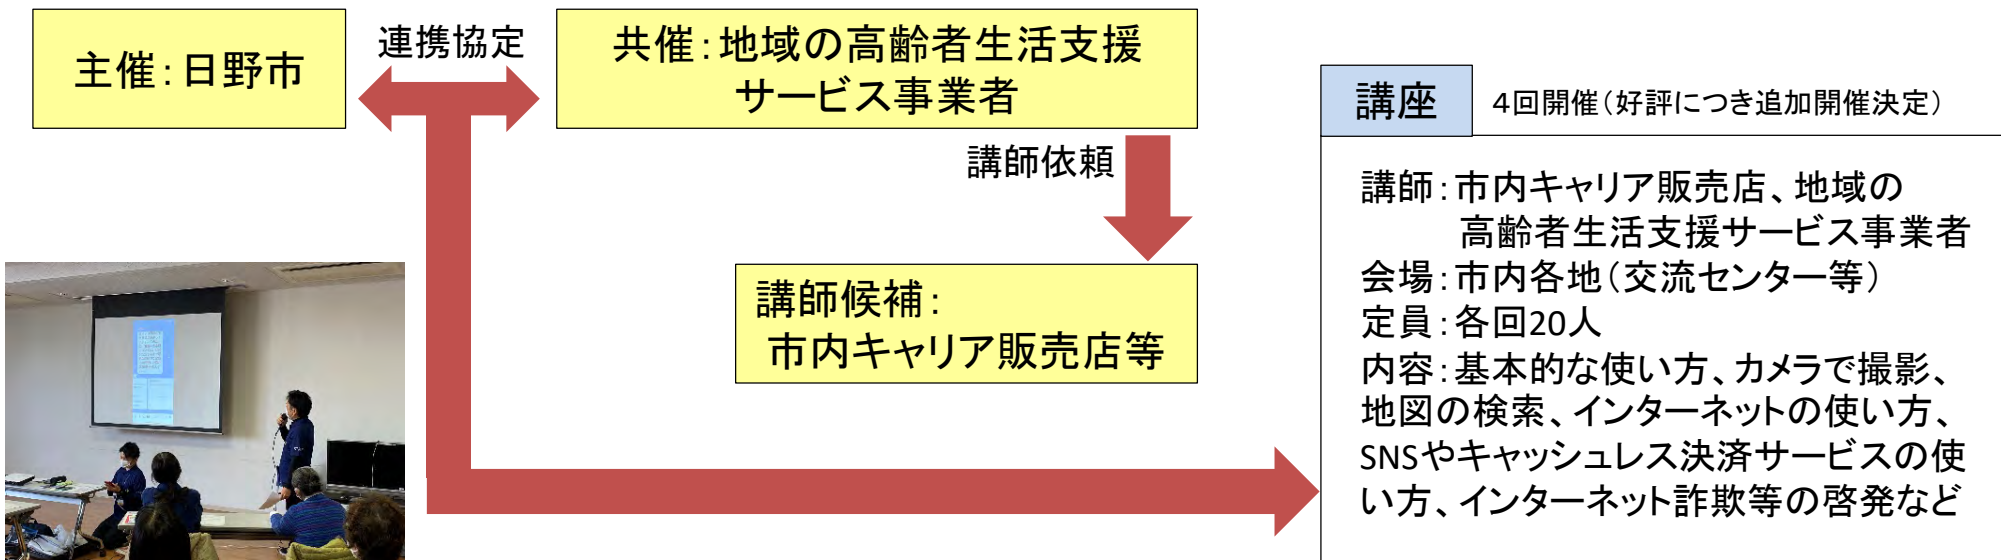 主催：日野市
連携協定
共催：地域の高齢者生活支援
サービス事業者
講師依頼
講師候補：
市内キャリア販売店等
講座
４回開催（好評につき追加開催決定）
講師：市内キャリア販売店、地域の
高齢者生活支援サービス事業者
会場：市内各地（交流センター等）
定員：各回20人
内容：基本的な使い方、カメラで撮影、
地図の検索、インターネットの使い方、
SNSやキャッシュレス決済サービスの使
い方、インターネット詐欺等の啓発など